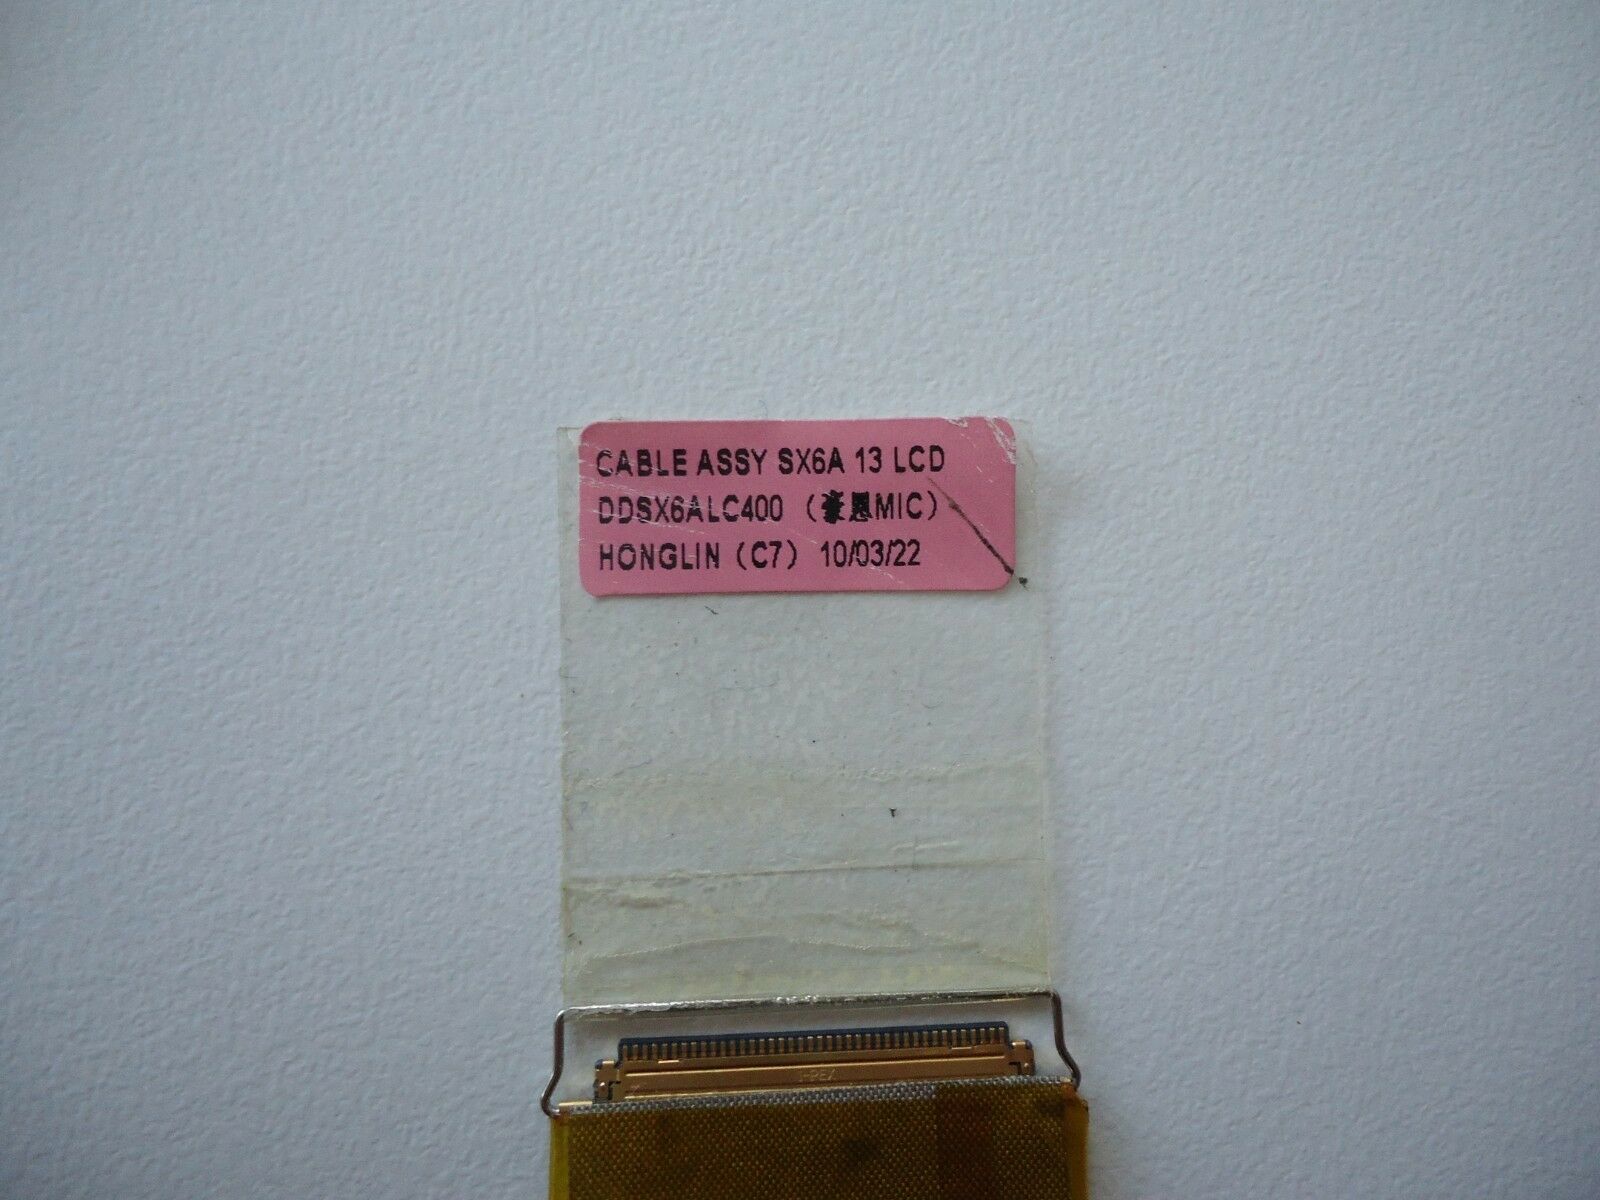 CABLE ASSY SX6A 13 LCD
DDSX6ALC400 (豪恩MIC)
HONGLIN (C7) 10/03/22